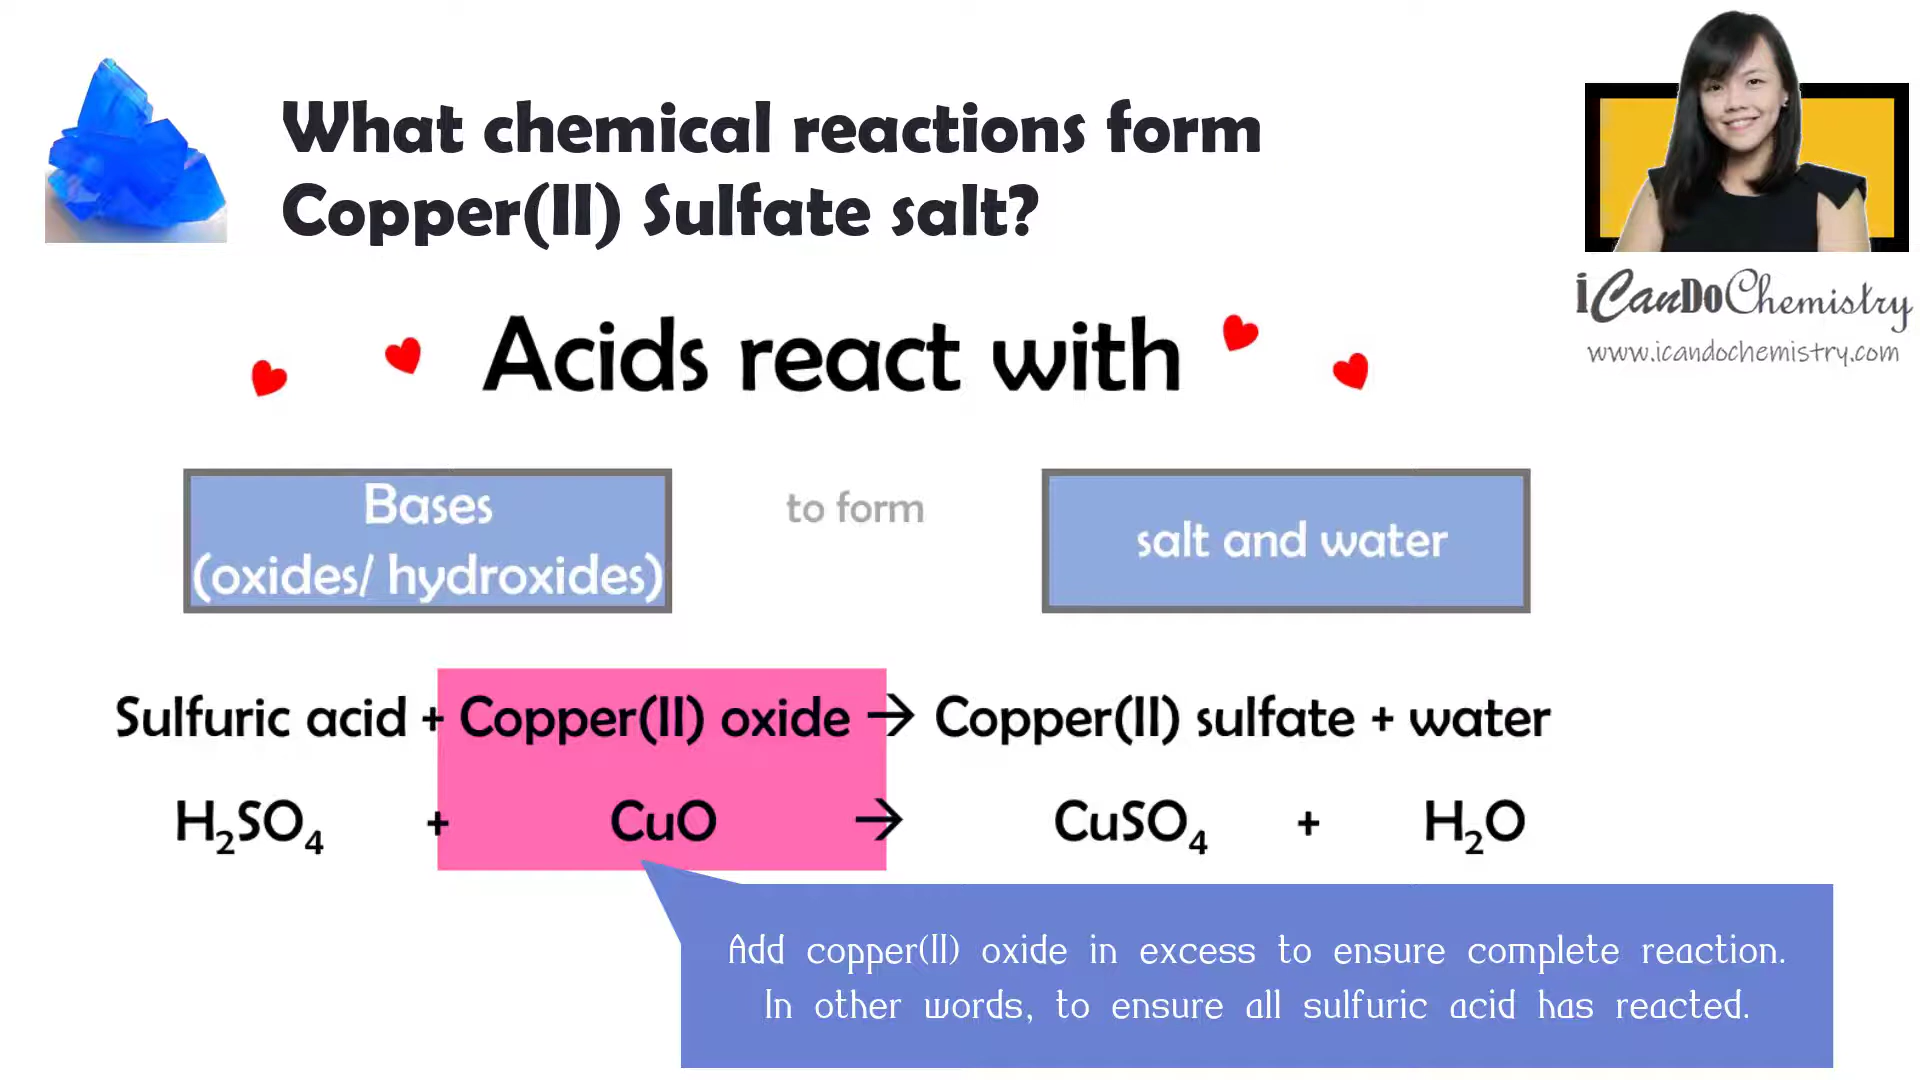 What chemical reactions form
Copper(II) Sulfate salt?
iCanDoChemistry
www.icandochemistry.com
Acids react with
Bases
(oxides/ hydroxides)
to form
salt and water
Sulfuric acid + Copper(II) oxide → Copper(II) sulfate + water
H₂SO₄ + CuO → CuSO₄ + H₂O
Add copper(II) oxide in excess to ensure complete reaction.
In other words, to ensure all sulfuric acid has reacted.